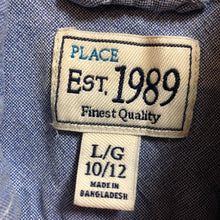 PLACE
EST. 1989
Finest Quality
L/G
10/12
MADE IN
BANGLADESH